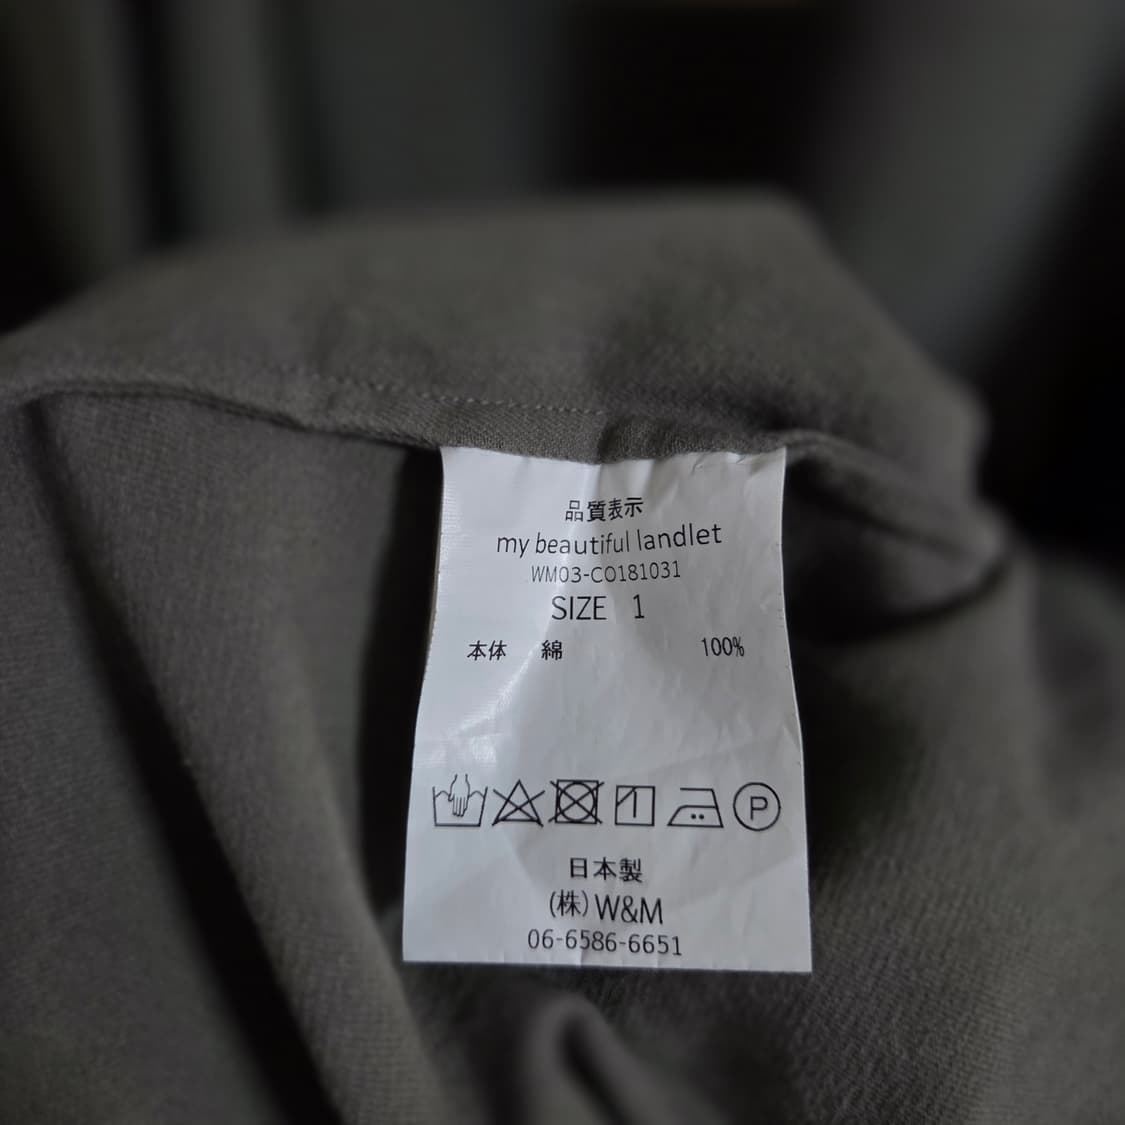 品質表示
my beautiful landlet
WM03-CO181031
SIZE 1
本体 綿 100%
P
日本製
(株)W&M
06-6586-6651